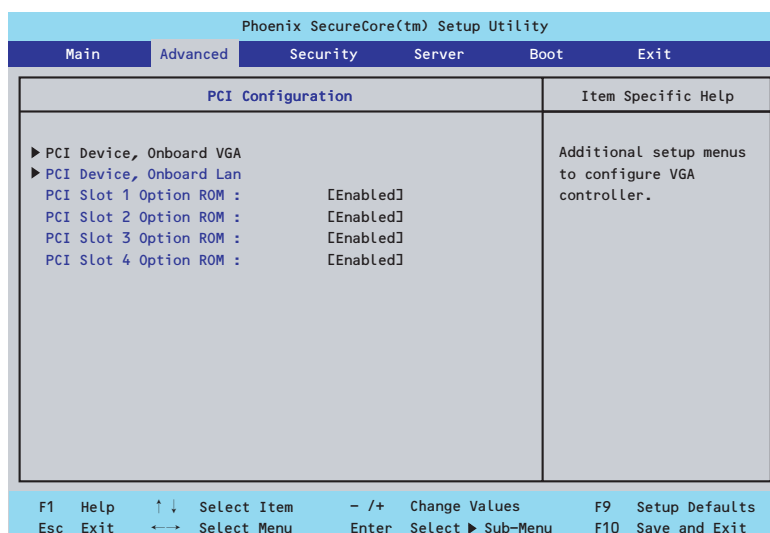 Phoenix SecureCore(tm) Setup Utility
Main Advanced Security Server Boot Exit
PCI Configuration
Item Specific Help
▶ PCI Device, Onboard VGA
▶ PCI Device, Onboard Lan
PCI Slot 1 Option ROM : [Enabled]
PCI Slot 2 Option ROM : [Enabled]
PCI Slot 3 Option ROM : [Enabled]
PCI Slot 4 Option ROM : [Enabled]
Additional setup menus
to configure VGA
controller.
F1 Help ↑↓ Select Item - /+ Change Values F9 Setup Defaults
Esc Exit ←→ Select Menu Enter Select ▶ Sub-Menu F10 Save and Exit